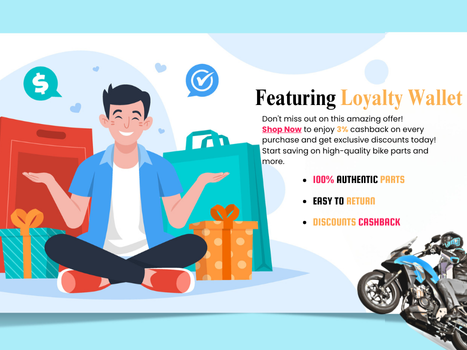 Featuring Loyalty Wallet
Don't miss out on this amazing offer!
Shop Now to enjoy 3% cashback on every
purchase and get exclusive discounts today!
Start saving on high-quality bike parts and
more.
100% AUTHENTIC PARTS
EASY TO RETURN
DISCOUNTS CASHBACK
$